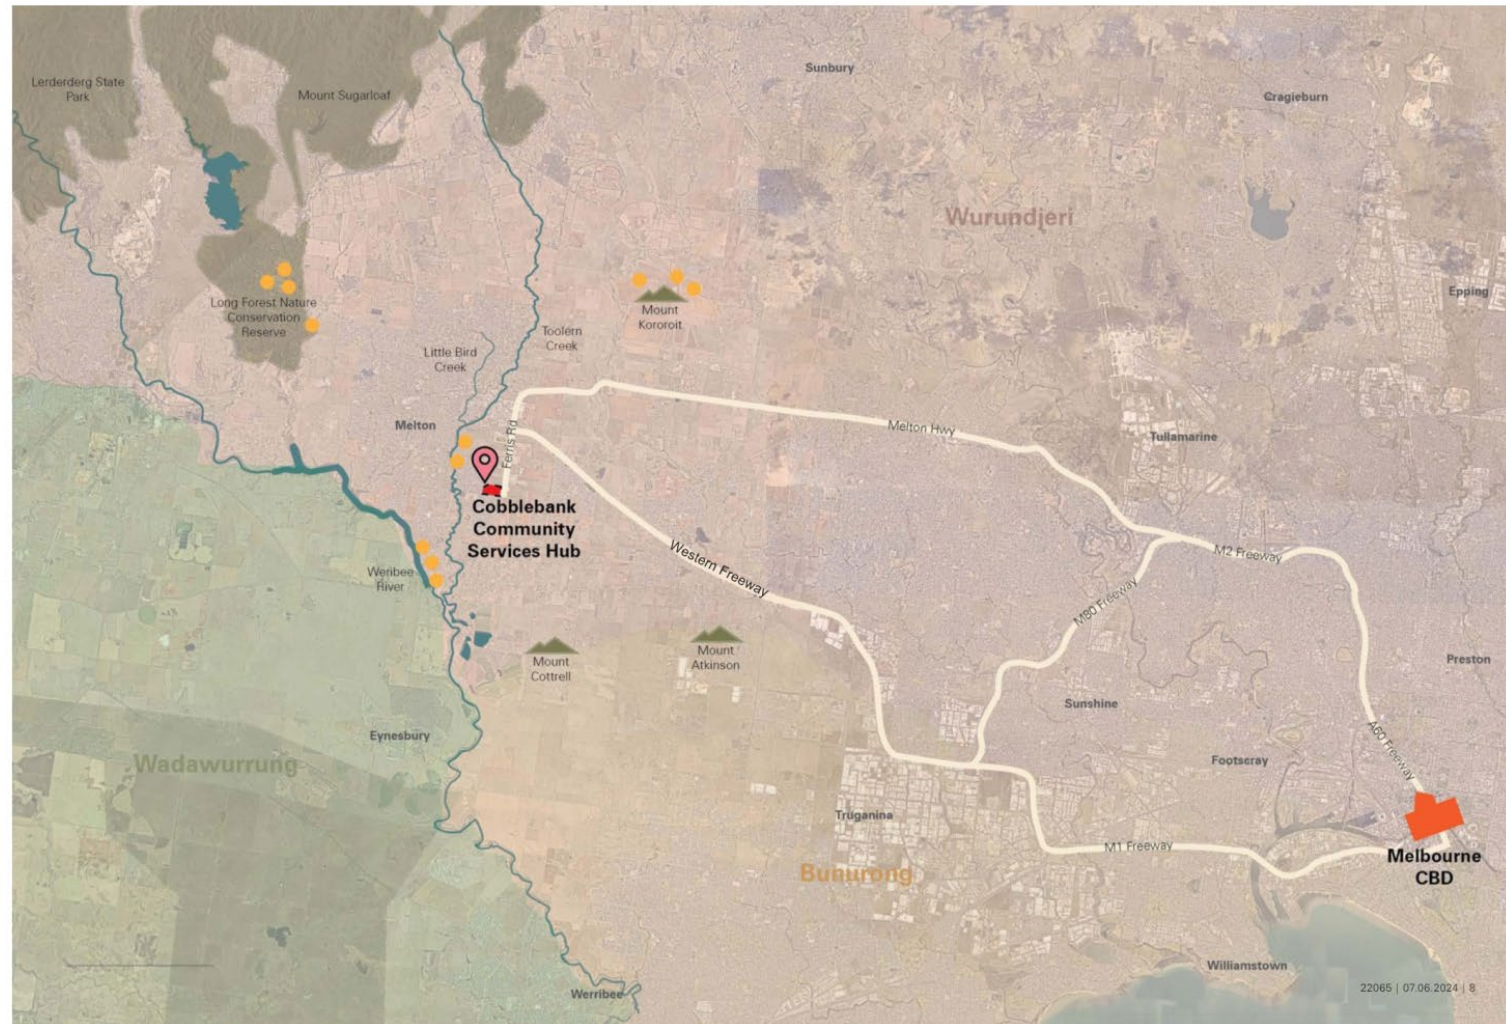 Sunbury
Lerderderg State
Park
Mount Sugarloaf
Cragieburn
Wurundjeri
Epping
Long Forest Nature
Conservation
Reserve
Mount
Kororoit
Toolern
Creek
Little Bird
Creek
Melton
Ferris Rd
Melton Hwy
Tullamarine
Cobblebank
Community
Services Hub
Western Freeway
M2 Freeway
Werribee
River
M80 Freeway
Mount
Cottrell
Mount
Atkinson
Preston
Sunshine
Eynesbury
Wadawurrung
A60 Freeway
Footscray
Truganina
M1 Freeway
Melbourne
CBD
Bunurong
Williamstown
22065 | 07.06.2024 | 8
Werribee